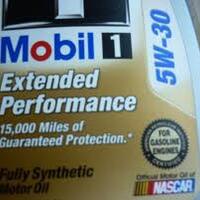 Mobil 1
5W-30
Extended
Performance
15,000 Miles of
Guaranteed Protection.*
FOR
GASOLINE
ENGINES
Fully Synthetic
Motor Oil
Official Motor Oil of
NASCAR